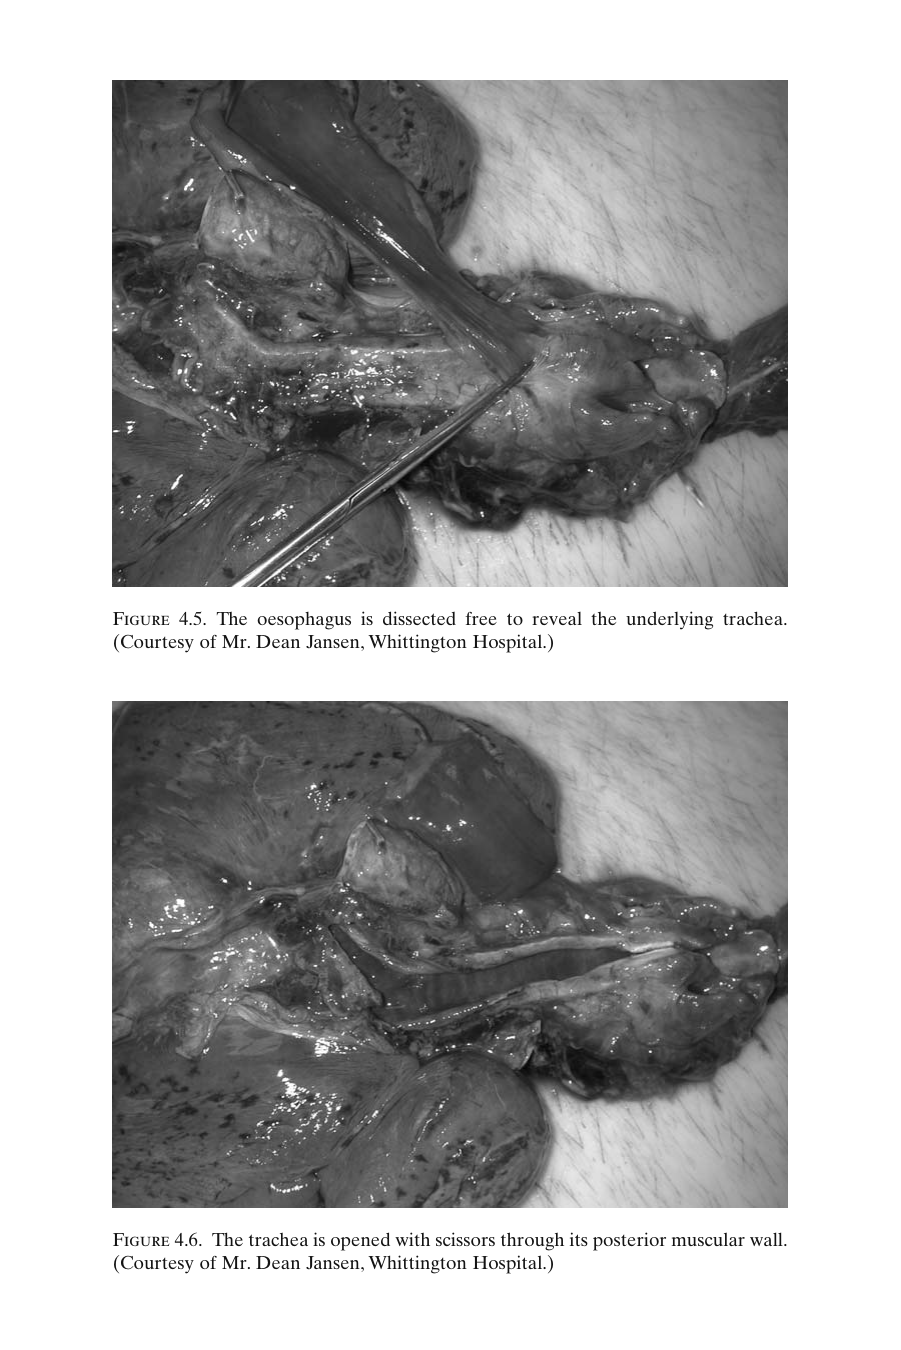 FIGURE 4.5. The oesophagus is dissected free to reveal the underlying trachea.
(Courtesy of Mr. Dean Jansen, Whittington Hospital.)
FIGURE 4.6. The trachea is opened with scissors through its posterior muscular wall.
(Courtesy of Mr. Dean Jansen, Whittington Hospital.)